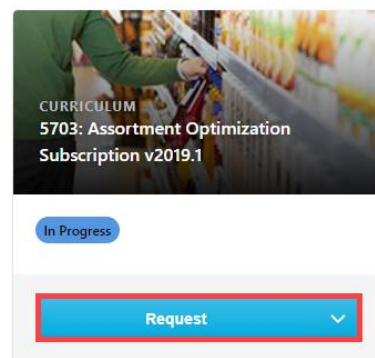 CURRICULUM
5703: Assortment Optimization
Subscription v2019.1
In Progress
Request